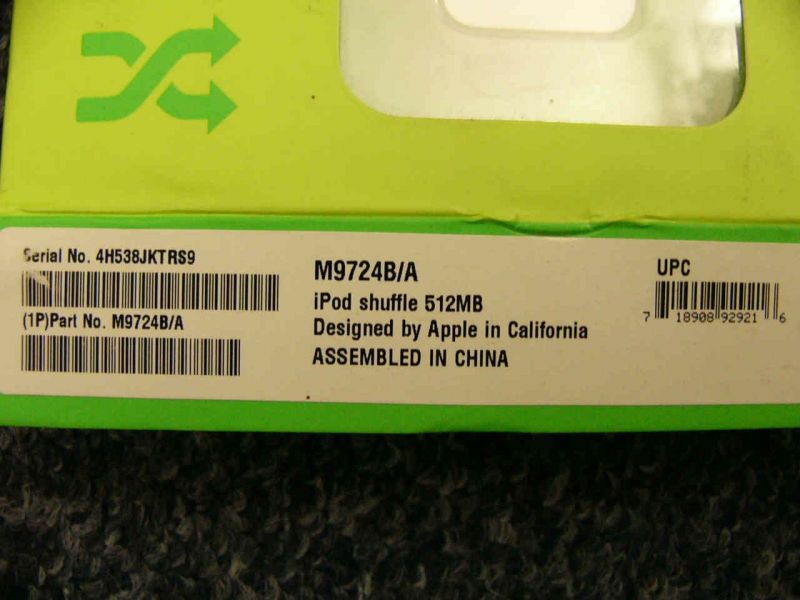 Serial No. 4H538JKTRS9
(1P)Part No. M9724B/A
M9724B/A
iPod shuffle 512MB
Designed by Apple in California
ASSEMBLED IN CHINA
UPC
7 18908 92921 6